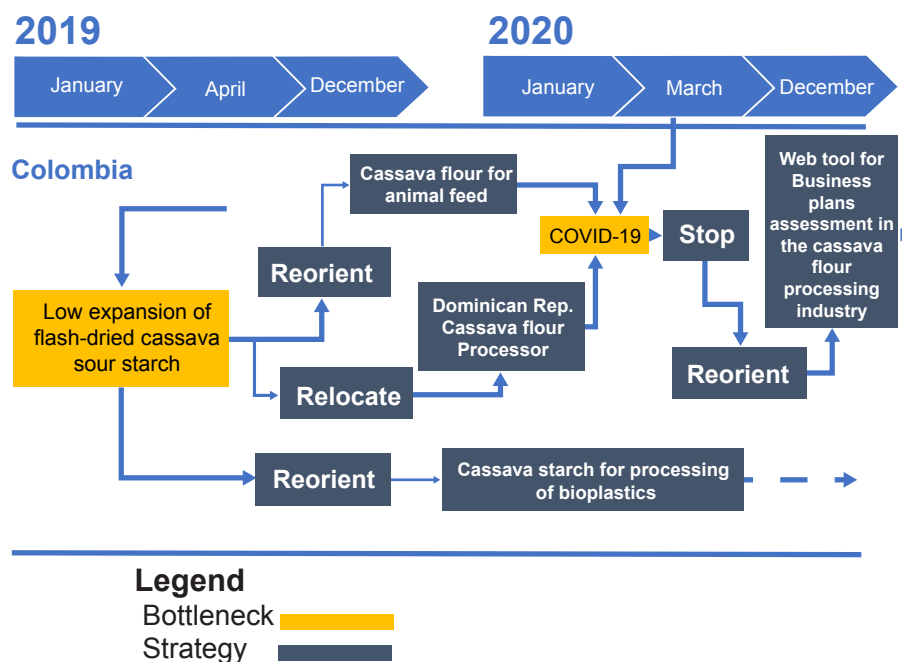 2019
2020
January
April
December
January
March
December
Colombia
Cassava flour for
animal feed
Web tool for
Business
plans
assessment in
the cassava
flour
processing
industry
COVID-19
Stop
Reorient
Low expansion of
flash-dried cassava
sour starch
Dominican Rep.
Cassava flour
Processor
Relocate
Reorient
Reorient
Cassava starch for processing
of bioplastics
Legend
Bottleneck
Strategy